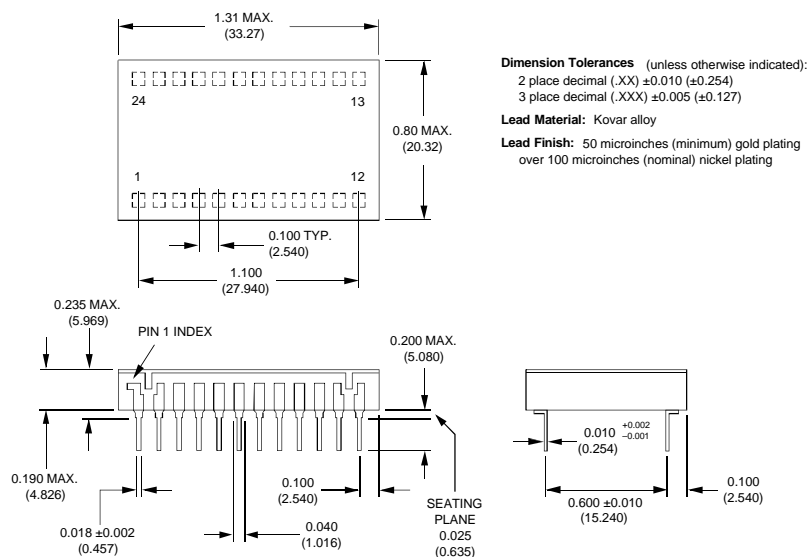 1.31 MAX.
(33.27)
24
13
1
12
0.80 MAX.
(20.32)
Dimension Tolerances (unless otherwise indicated):
2 place decimal (.XX) ±0.010 (±0.254)
3 place decimal (.XXX) ±0.005 (±0.127)
Lead Material: Kovar alloy
Lead Finish: 50 microinches (minimum) gold plating
over 100 microinches (nominal) nickel plating
0.100 TYP.
(2.540)
1.100
(27.940)
0.235 MAX.
(5.969)
PIN 1 INDEX
0.200 MAX.
(5.080)
0.190 MAX.
(4.826)
0.018 ±0.002
(0.457)
0.040
(1.016)
0.100
(2.540)
SEATING
PLANE
0.025
(0.635)
0.010 +0.002
–0.001
(0.254)
0.600 ±0.010
(15.240)
0.100
(2.540)